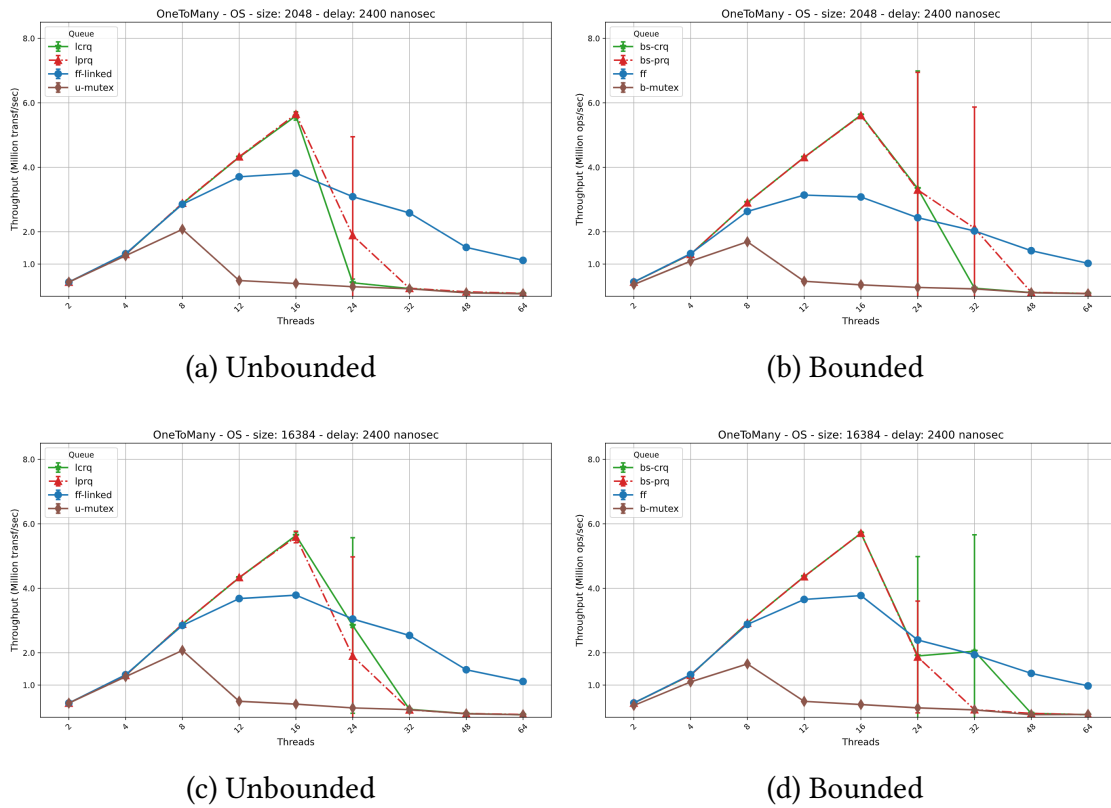 OneToMany - OS - size: 2048 - delay: 2400 nanosec
Queue
lcrq
lprq
ff-linked
u-mutex
Throughput (Million transf/sec)
8.0
6.0
4.0
2.0
1.0
2 4 8 12 16 24 32 48 64
Threads
(a) Unbounded
OneToMany - OS - size: 2048 - delay: 2400 nanosec
Queue
bs-crq
bs-prq
ff
b-mutex
Throughput (Million ops/sec)
8.0
6.0
4.0
2.0
1.0
2 4 8 12 16 24 32 48 64
Threads
(b) Bounded
OneToMany - OS - size: 16384 - delay: 2400 nanosec
Queue
lcrq
lprq
ff-linked
u-mutex
Throughput (Million transf/sec)
8.0
6.0
4.0
2.0
1.0
2 4 8 12 16 24 32 48 64
Threads
(c) Unbounded
OneToMany - OS - size: 16384 - delay: 2400 nanosec
Queue
bs-crq
bs-prq
ff
b-mutex
Throughput (Million ops/sec)
8.0
6.0
4.0
2.0
1.0
2 4 8 12 16 24 32 48 64
Threads
(d) Bounded